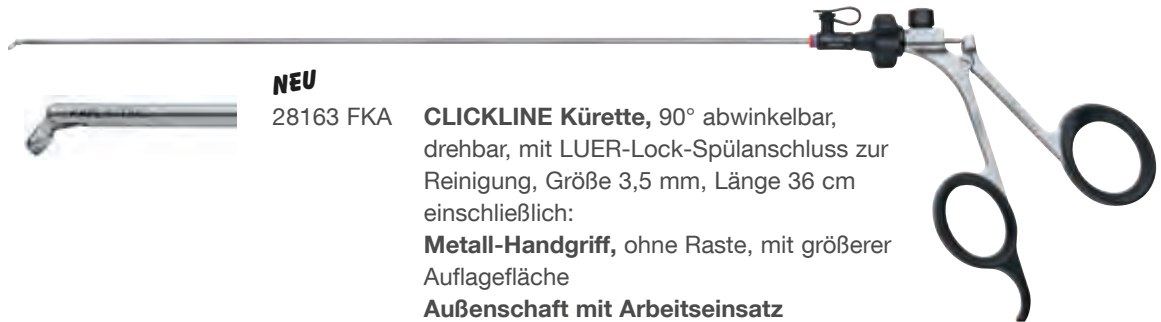 NEU
28163 FKA CLICKLINE Kürette, 90° abwinkelbar,
drehbar, mit LUER-Lock-Spülanschluss zur
Reinigung, Größe 3,5 mm, Länge 36 cm
einschließlich:
Metall-Handgriff, ohne Raste, mit größerer
Auflagefläche
Außenschaft mit Arbeitseinsatz